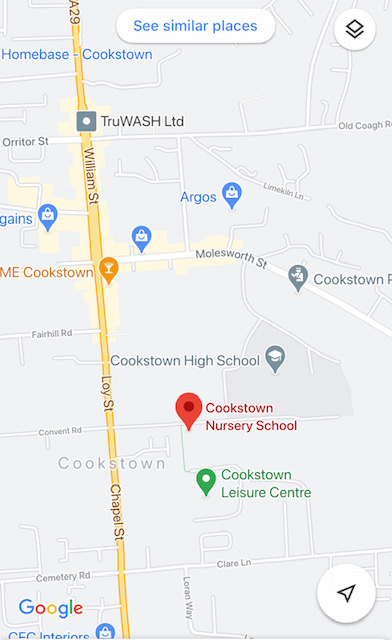 A29
See similar places
Homebase - Cookstown
TruWASH Ltd
Old Coagh R
Orritor St
William St
Limekiln Ln
Argos
gains
Molesworth St
ME Cookstown
Cookstown P
Fairhill Rd
Cookstown High School
Loy St
Cookstown
Nursery School
Convent Rd
Cookstown
Cookstown
Leisure Centre
Chapel St
Clare Ln
Cemetery Rd
Loran Way
Google
CFC Interiors